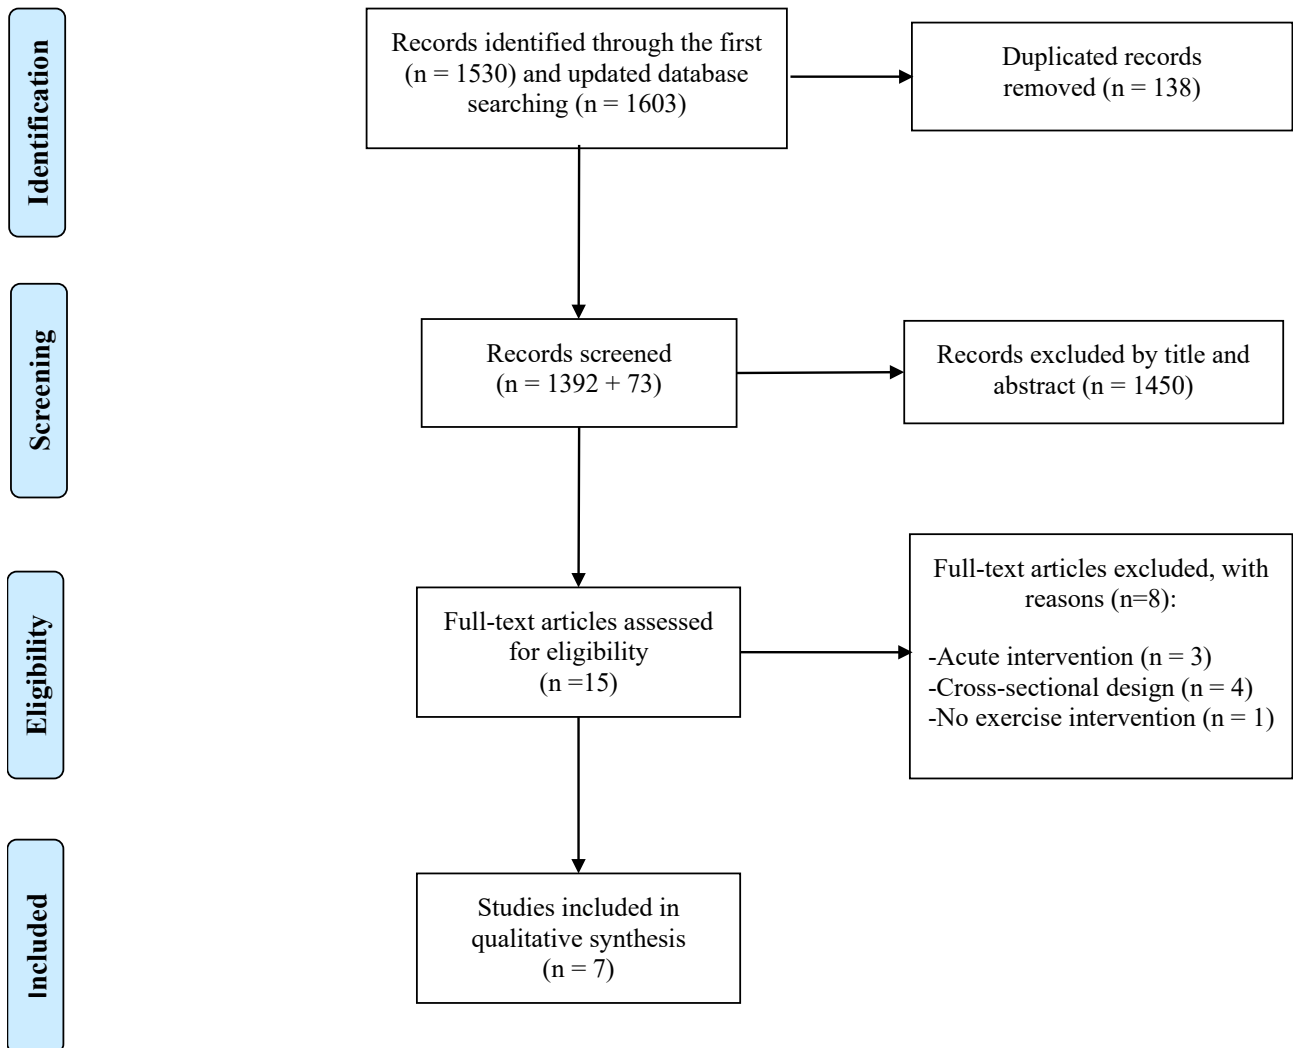 Identification
Records identified through the first
(n = 1530) and updated database
searching (n = 1603)
Duplicated records
removed (n = 138)
Screening
Records screened
(n = 1392 + 73)
Records excluded by title and
abstract (n = 1450)
Eligibility
Full-text articles assessed
for eligibility
(n =15)
Full-text articles excluded, with
reasons (n=8):
-Acute intervention (n = 3)
-Cross-sectional design (n = 4)
-No exercise intervention (n = 1)
Included
Studies included in
qualitative synthesis
(n = 7)